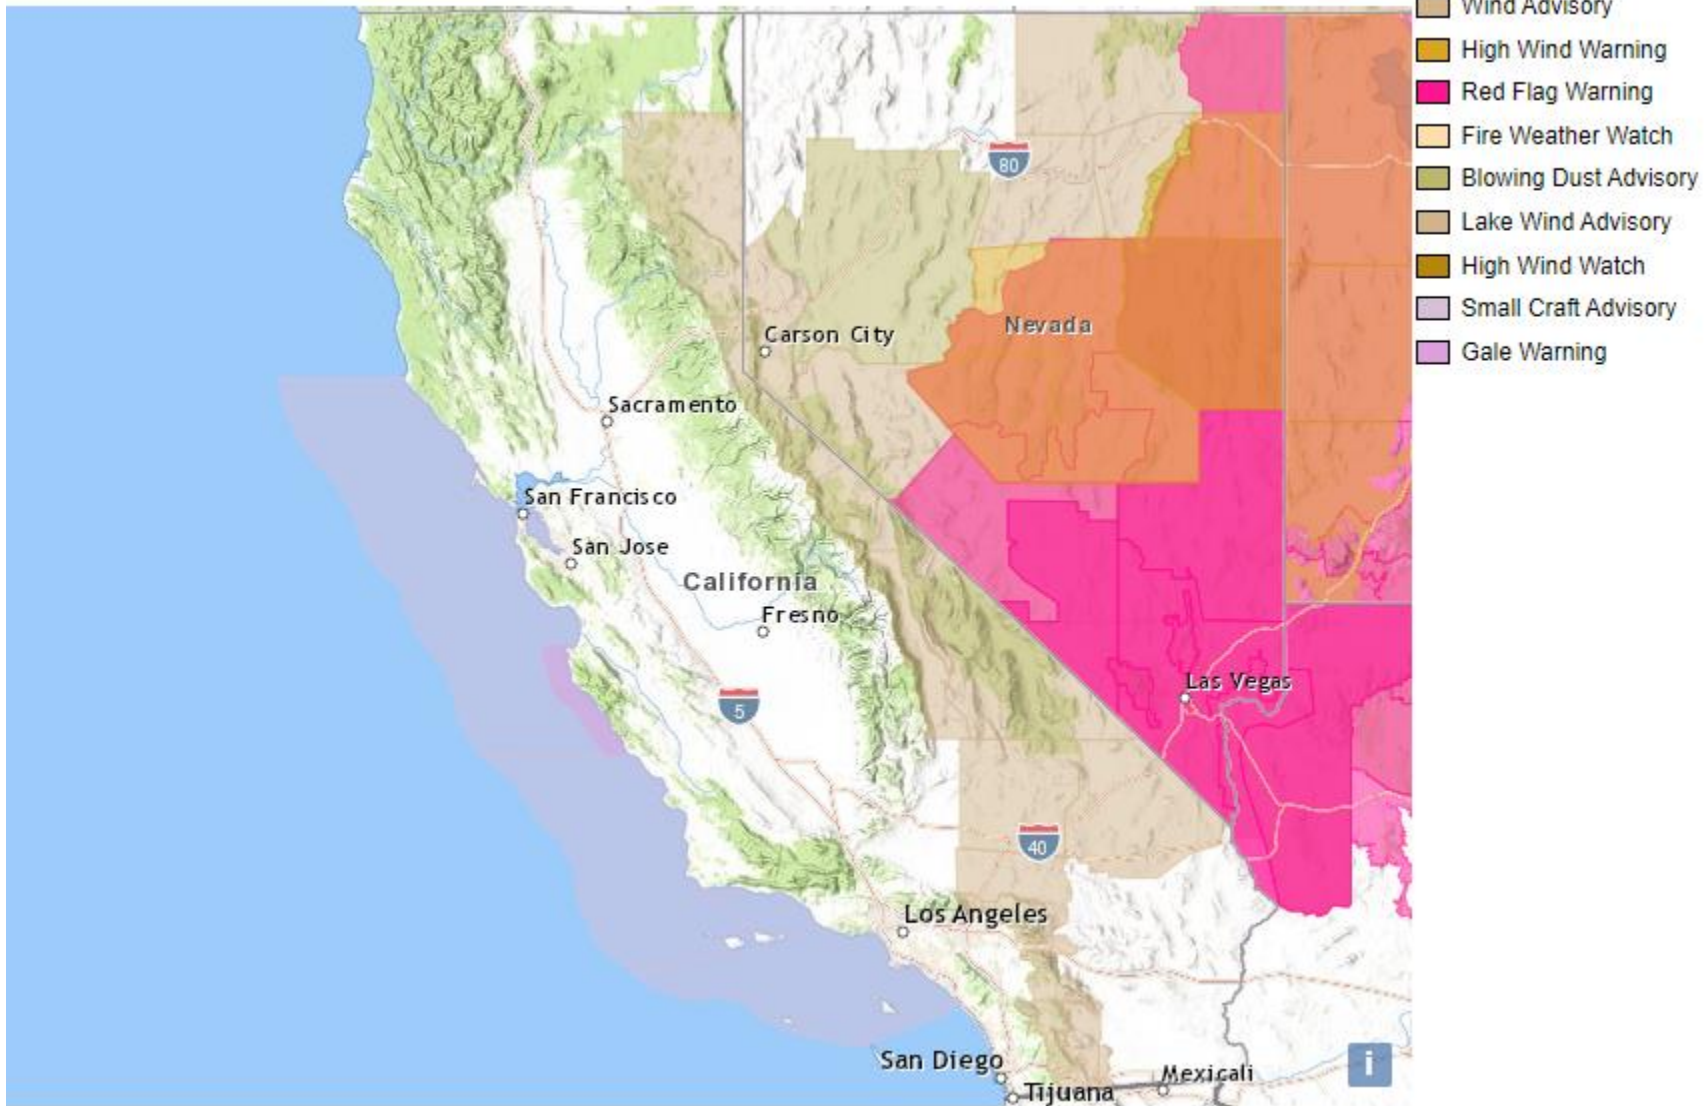 Wind Advisory
High Wind Warning
Red Flag Warning
Fire Weather Watch
Blowing Dust Advisory
Lake Wind Advisory
High Wind Watch
Small Craft Advisory
Gale Warning
80
Nevada
Carson City
Sacramento
San Francisco
San Jose
California
Fresno
Las Vegas
5
40
Los Angeles
San Diego
Tijuana
Mexicali
i